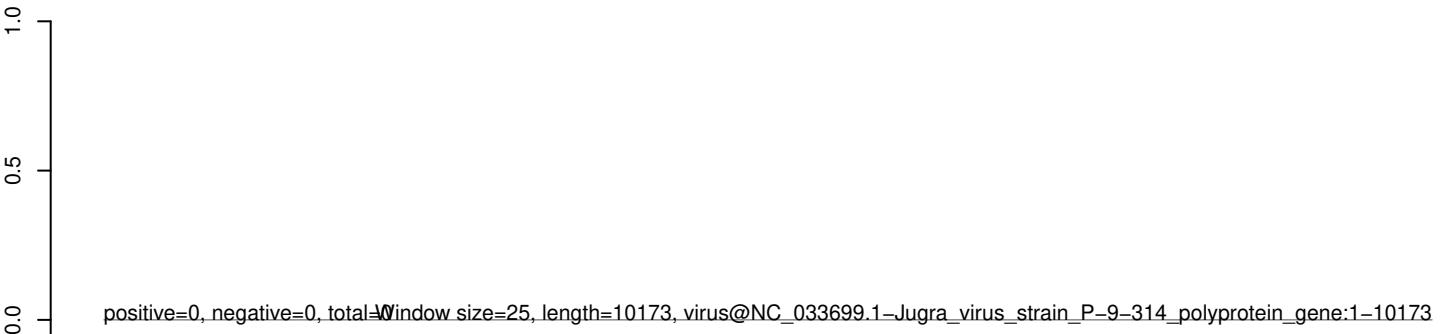 1.0
0.5
0.0
positive=0, negative=0, total=0
Window size=25, length=10173, virus@NC_033699.1−Jugra_virus_strain_P−9−314_polyprotein_gene:1−10173